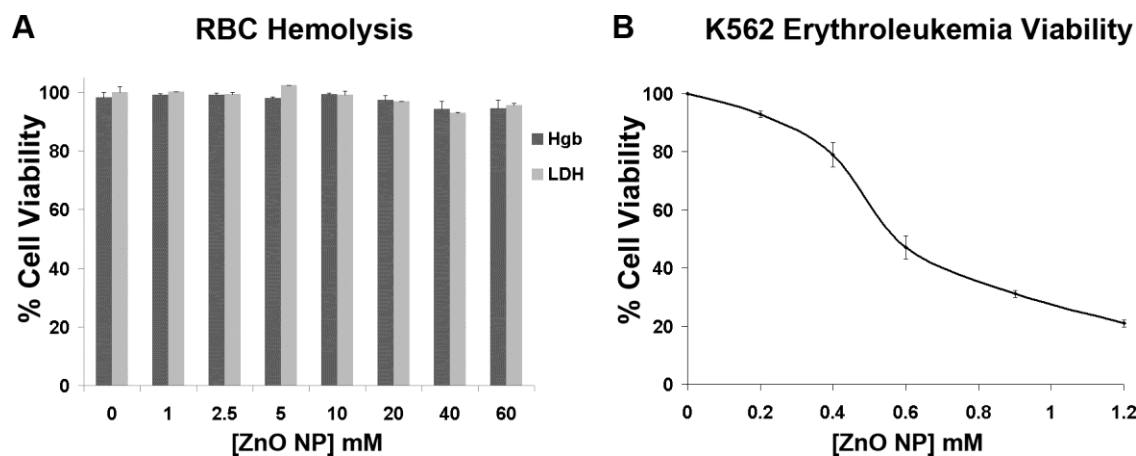 A
RBC Hemolysis
% Cell Viability
100
80
60
40
20
0
0 1 2.5 5 10 20 40 60
[ZnO NP] mM
Hgb
LDH
B
K562 Erythroleukemia Viability
% Cell Viability
100
80
60
40
20
0
0 0.2 0.4 0.6 0.8 1 1.2
[ZnO NP] mM